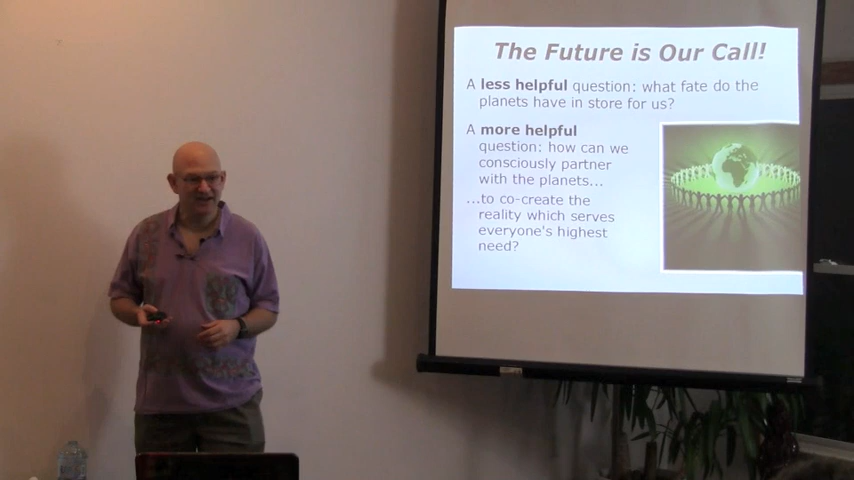 The Future is Our Call!
A less helpful question: what fate do the
planets have in store for us?
A more helpful
question: how can we
consciously partner
with the planets...
...to co-create the
reality which serves
everyone's highest
need?